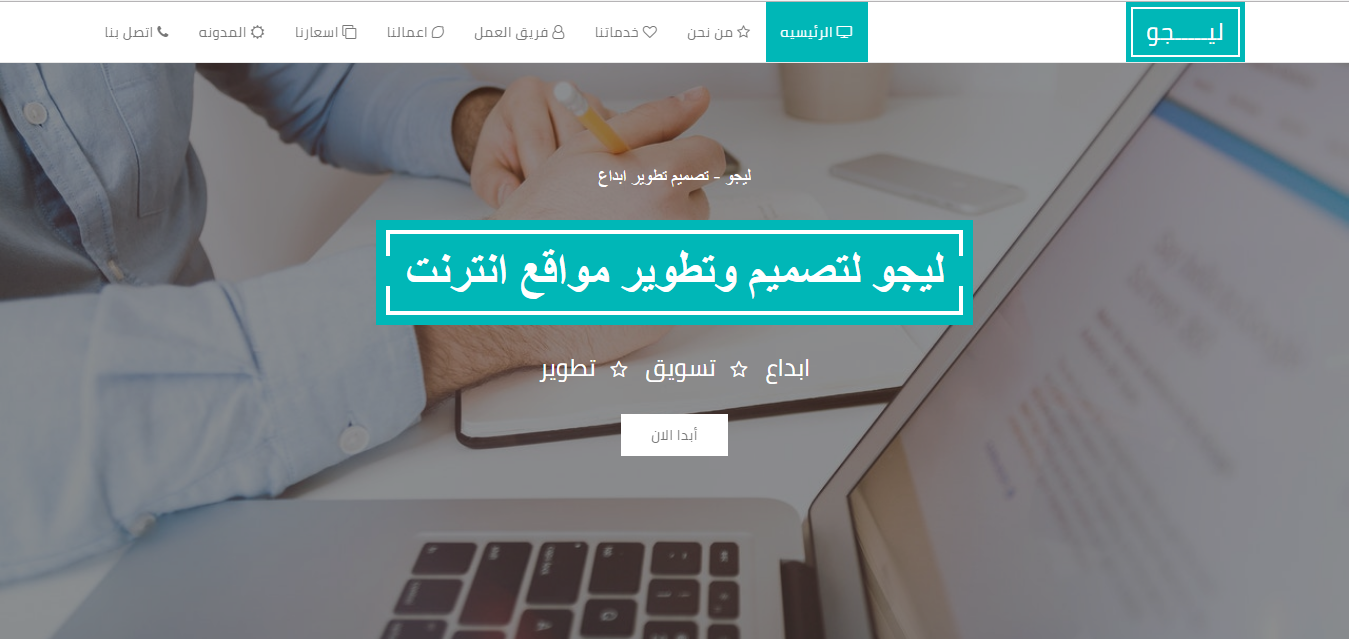 ليـــــجو
الرئيسيه من نحن خدماتنا فريق العمل اعمالنا اسعارنا المدونه اتصل بنا
ليجو - تصميم تطوير ابداع
ليجو لتصميم وتطوير مواقع انترنت
ابداع ☆ تسويق ☆ تطوير
أبدا الان